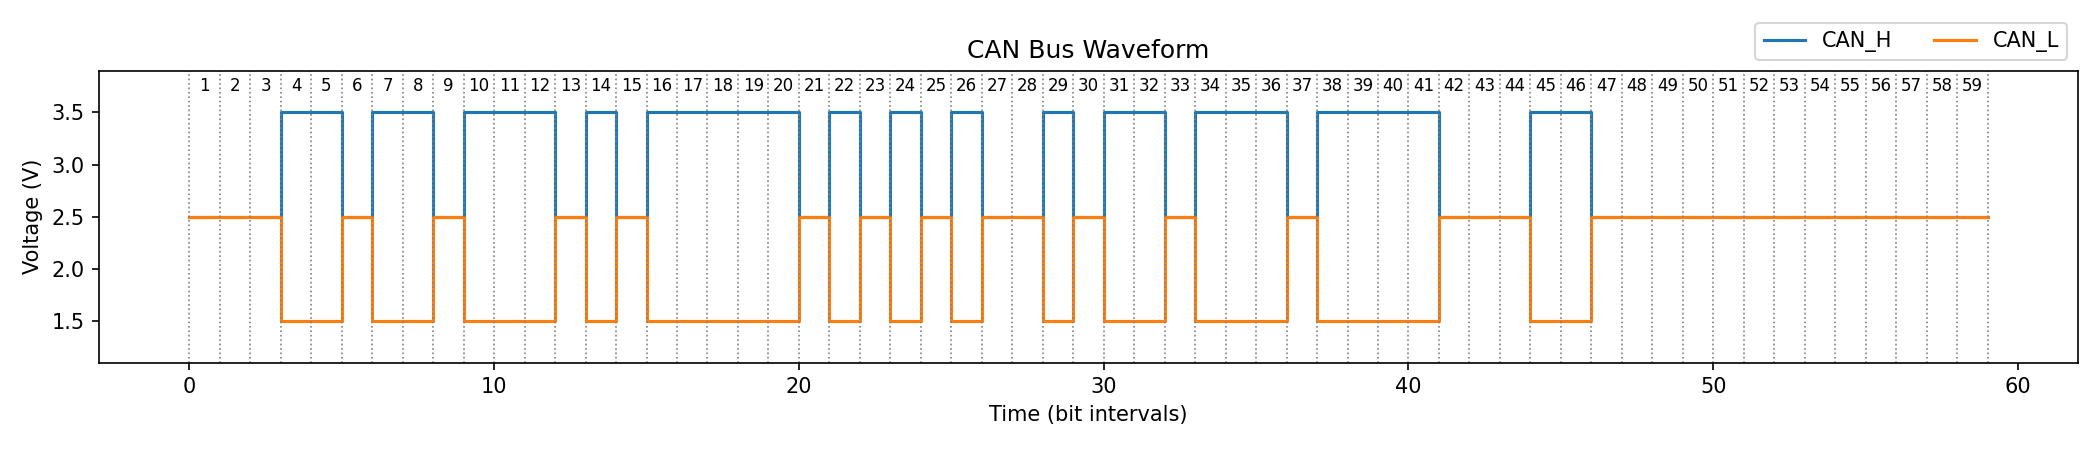 CAN Bus Waveform
CAN_H CAN_L
1 2 3 4 5 6 7 8 9 10 11 12 13 14 15 16 17 18 19 20 21 22 23 24 25 26 27 28 29 30 31 32 33 34 35 36 37 38 39 40 41 42 43 44 45 46 47 48 49 50 51 52 53 54 55 56 57 58 59
Voltage (V)
3.5
3.0
2.5
2.0
1.5
0 10 20 30 40 50 60
Time (bit intervals)